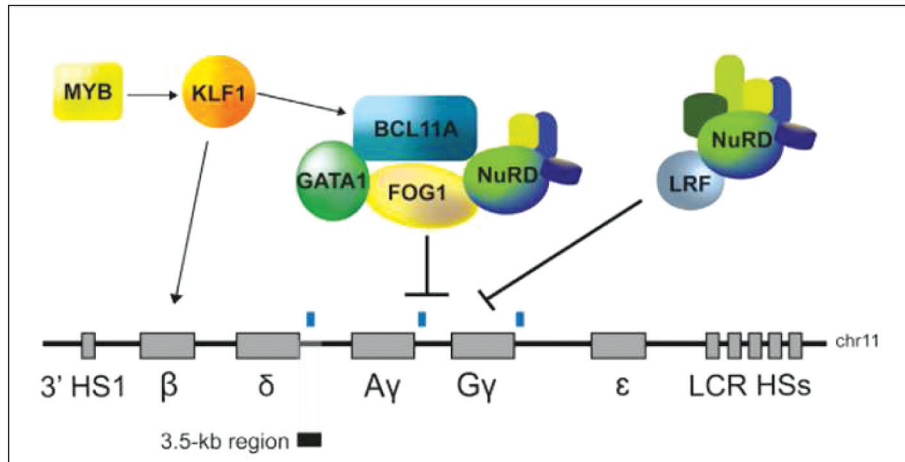 MYB
KLF1
BCL11A
GATA1
FOG1
NuRD
NuRD
LRF
chr11
3' HS1 β δ Aγ Gγ ε LCR HSs
3.5-kb region